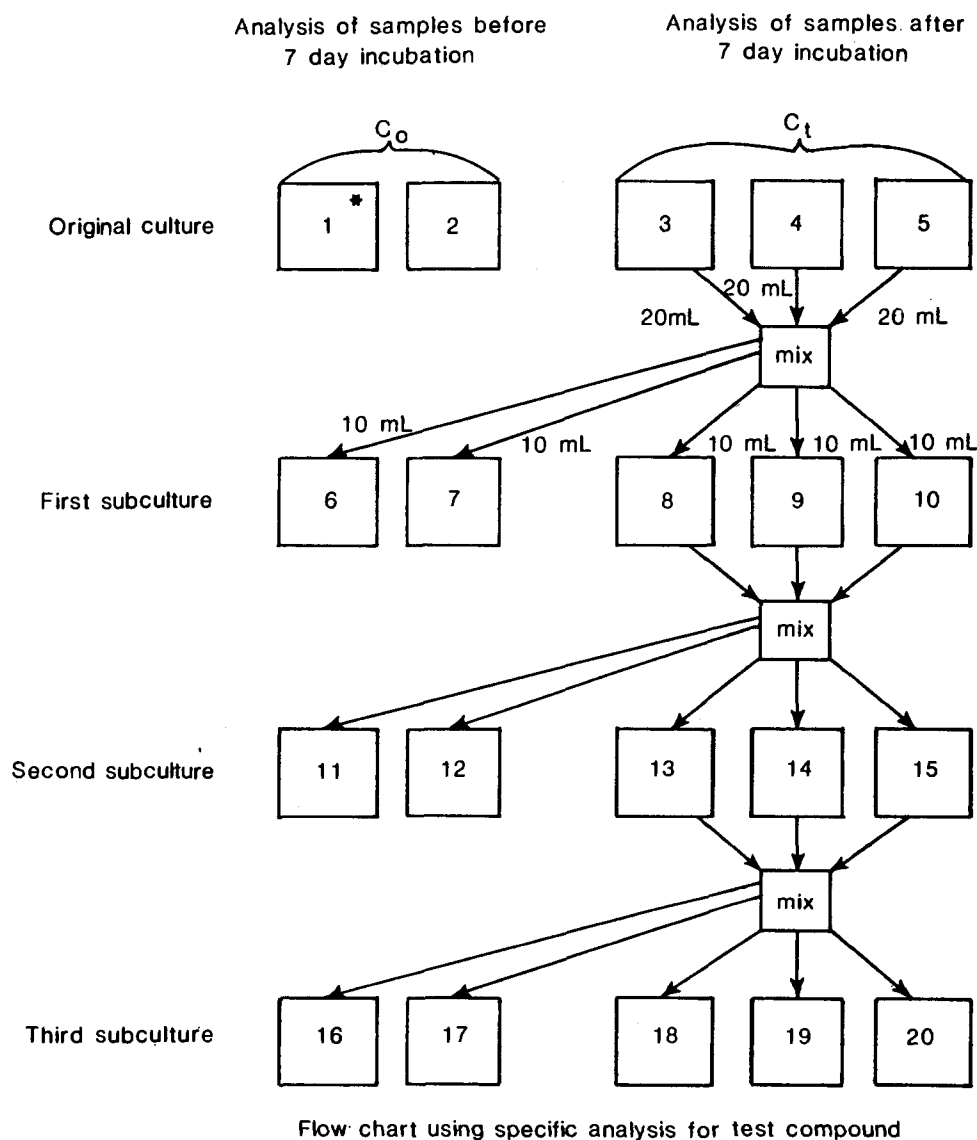 Analysis of samples before
7 day incubation
Analysis of samples after
7 day incubation
Co
Ct
Original culture
1 *
2
3
4
5
20 mL
20mL
20 mL
mix
10 mL
10 mL
10 mL
10 mL
10 mL
First subculture
6
7
8
9
10
mix
Second subculture
11
12
13
14
15
mix
Third subculture
16
17
18
19
20
Flow chart using specific analysis for test compound